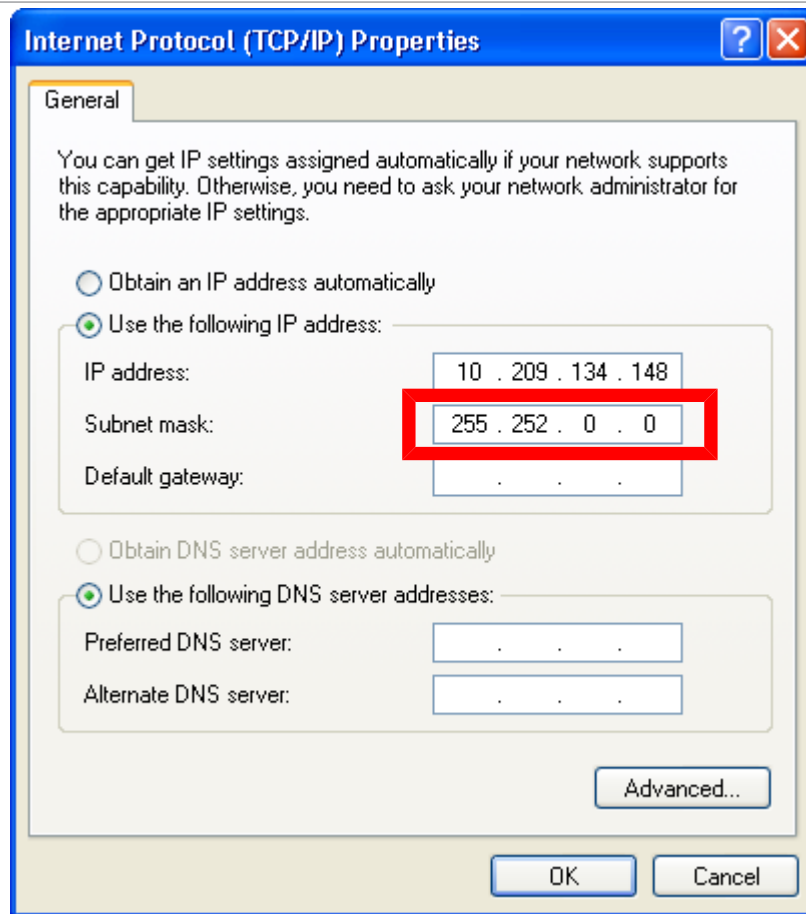 Internet Protocol (TCP/IP) Properties
General
You can get IP settings assigned automatically if your network supports
this capability. Otherwise, you need to ask your network administrator for
the appropriate IP settings.
Obtain an IP address automatically
Use the following IP address:
IP address: 10 . 209 . 134 . 148
Subnet mask: 255 . 252 . 0 . 0
Default gateway: . . .
Obtain DNS server address automatically
Use the following DNS server addresses:
Preferred DNS server: . . .
Alternate DNS server: . . .
Advanced...
OK Cancel